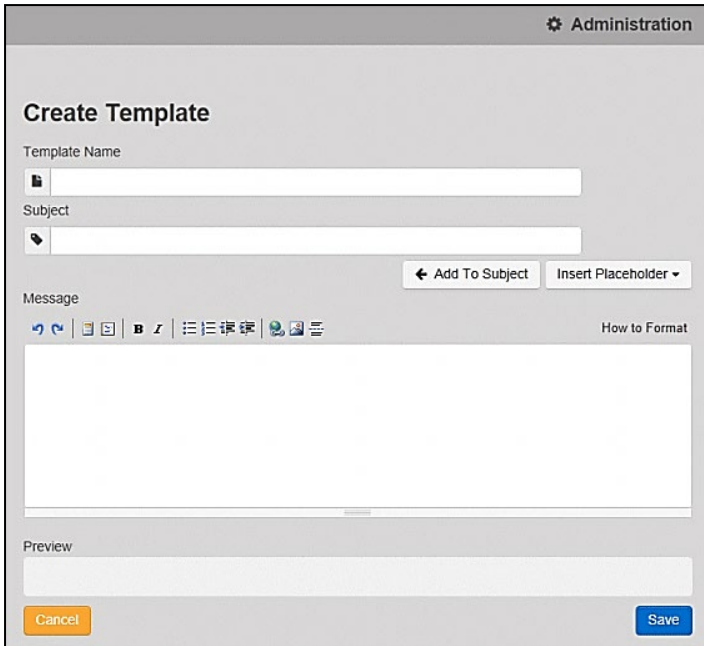 Administration
Create Template
Template Name
Subject
Add To Subject
Insert Placeholder
Message
B I
How to Format
Preview
Cancel
Save